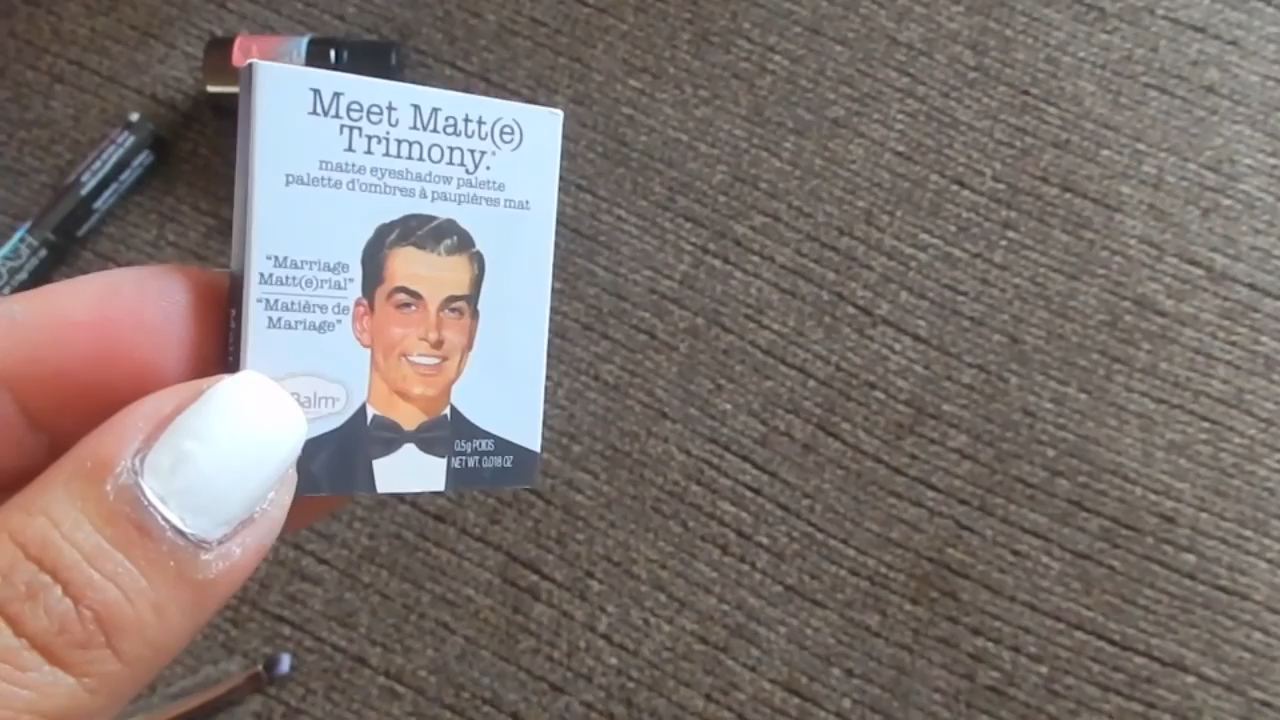 Meet Matt(e)
Trimony.
matte eyeshadow palette
palette d'ombres à paupières mat
"Marriage
Matt(e)rial"
"Matière de
Mariage"
Balm
0.5g POIDS
NET WT. 0.018 OZ